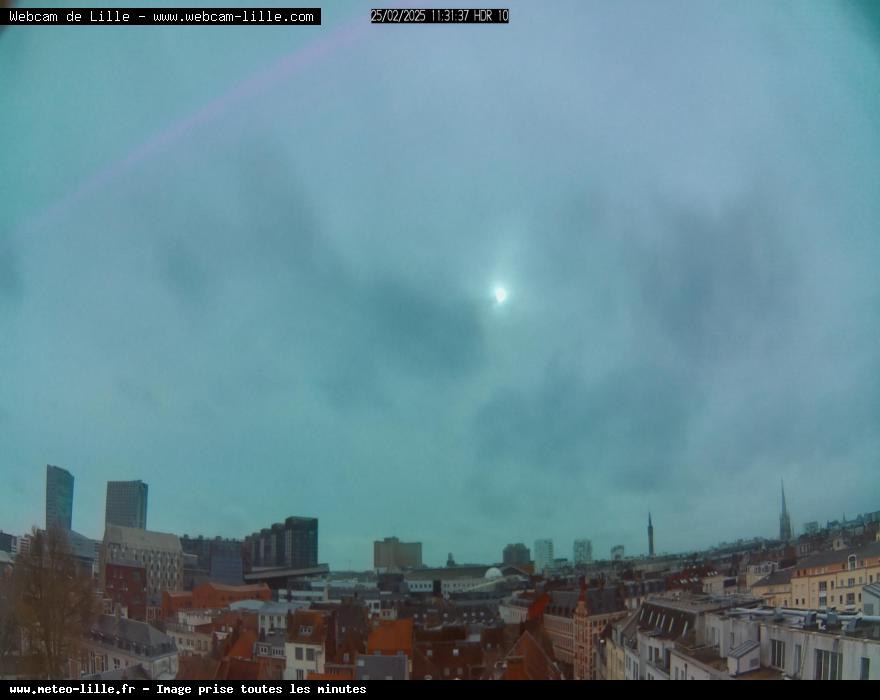 Webcam de Lille - www.webcam-lille.com
25/02/2025 11:31:37 HDR 10
www.meteo-lille.fr - Image prise toutes les minutes